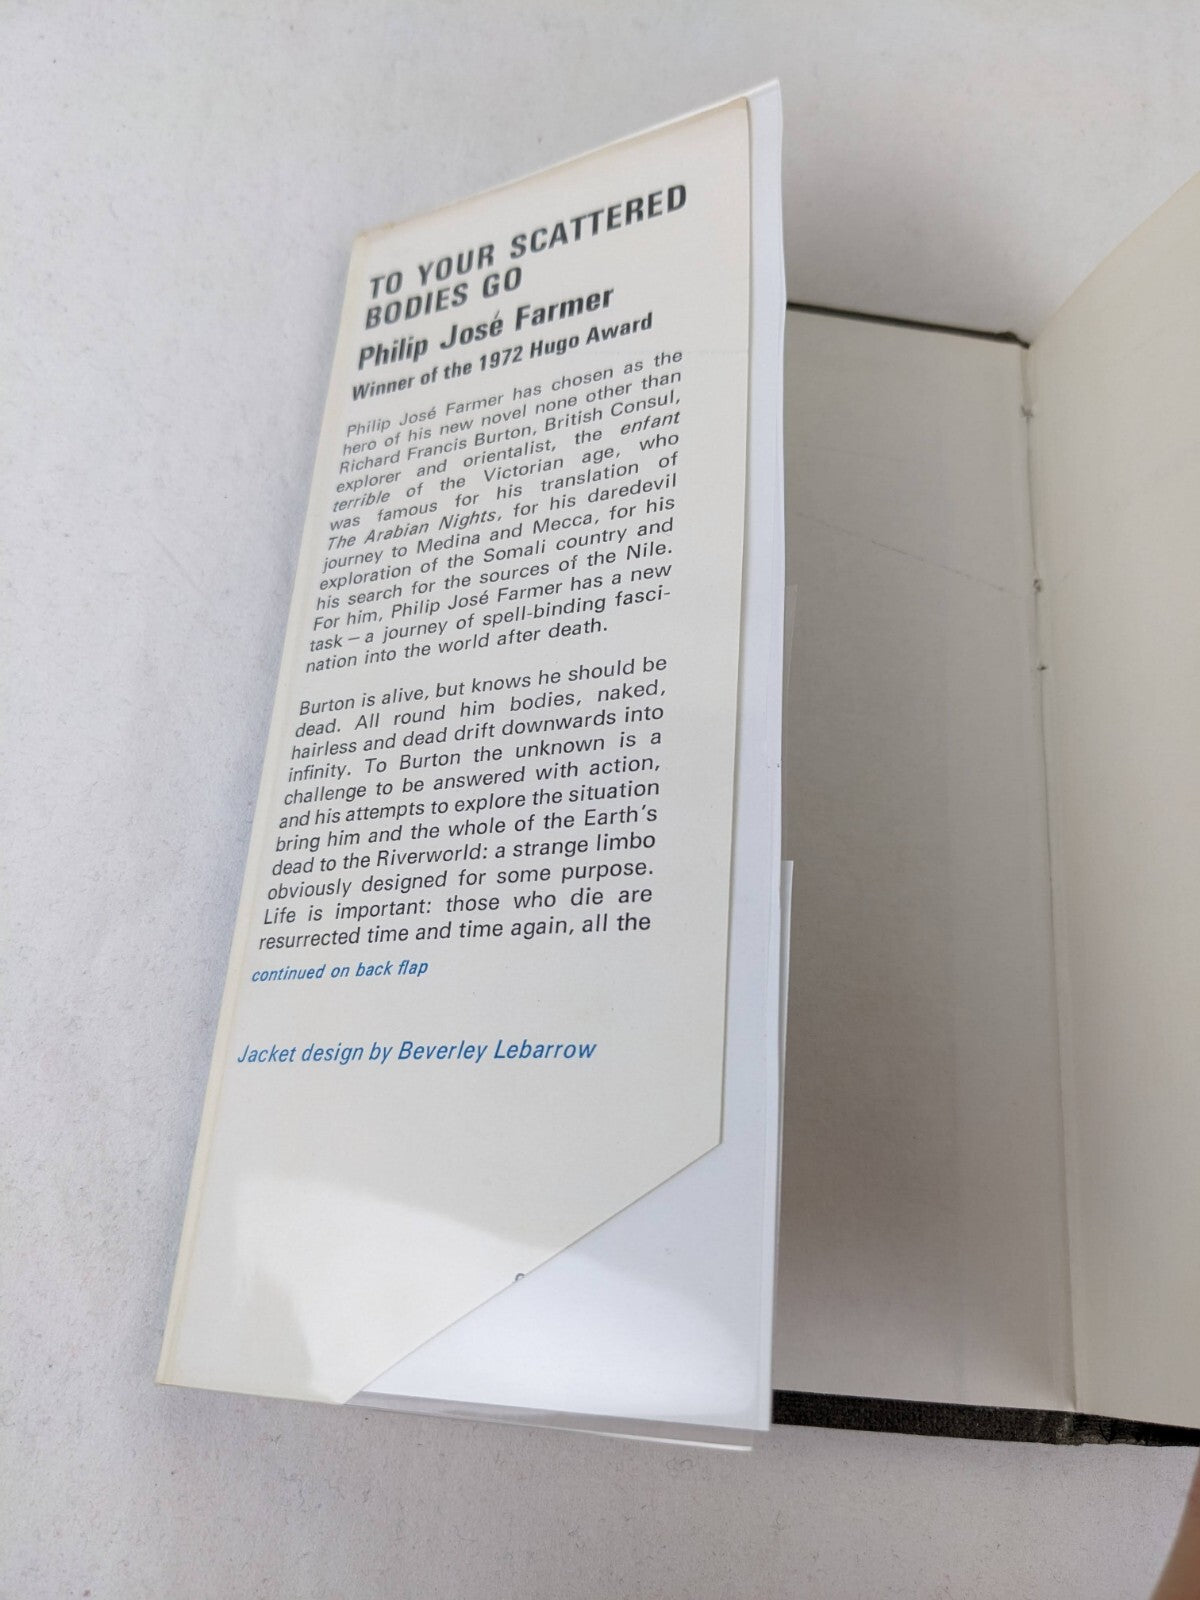 TO YOUR SCATTERED
BODIES GO
Philip José Farmer
Winner of the 1972 Hugo Award
Philip José Farmer has chosen as the
hero of his new novel none other than
Richard Francis Burton, British Consul,
explorer and orientalist, the enfant
terrible of the Victorian age, who
was famous for his translation of
The Arabian Nights, for his daredevil
journey to Medina and Mecca, for his
exploration of the Somali country and
his search for the sources of the Nile.
For him, Philip José Farmer has a new
task – a journey of spell-binding fasci-
nation into the world after death.
Burton is alive, but knows he should be
dead. All round him bodies, naked,
hairless and dead drift downwards into
infinity. To Burton the unknown is a
challenge to be answered with action,
and his attempts to explore the situation
bring him and the whole of the Earth's
dead to the Riverworld: a strange limbo
obviously designed for some purpose.
Life is important: those who die are
resurrected time and time again, all the
continued on back flap
Jacket design by Beverley Lebarrow